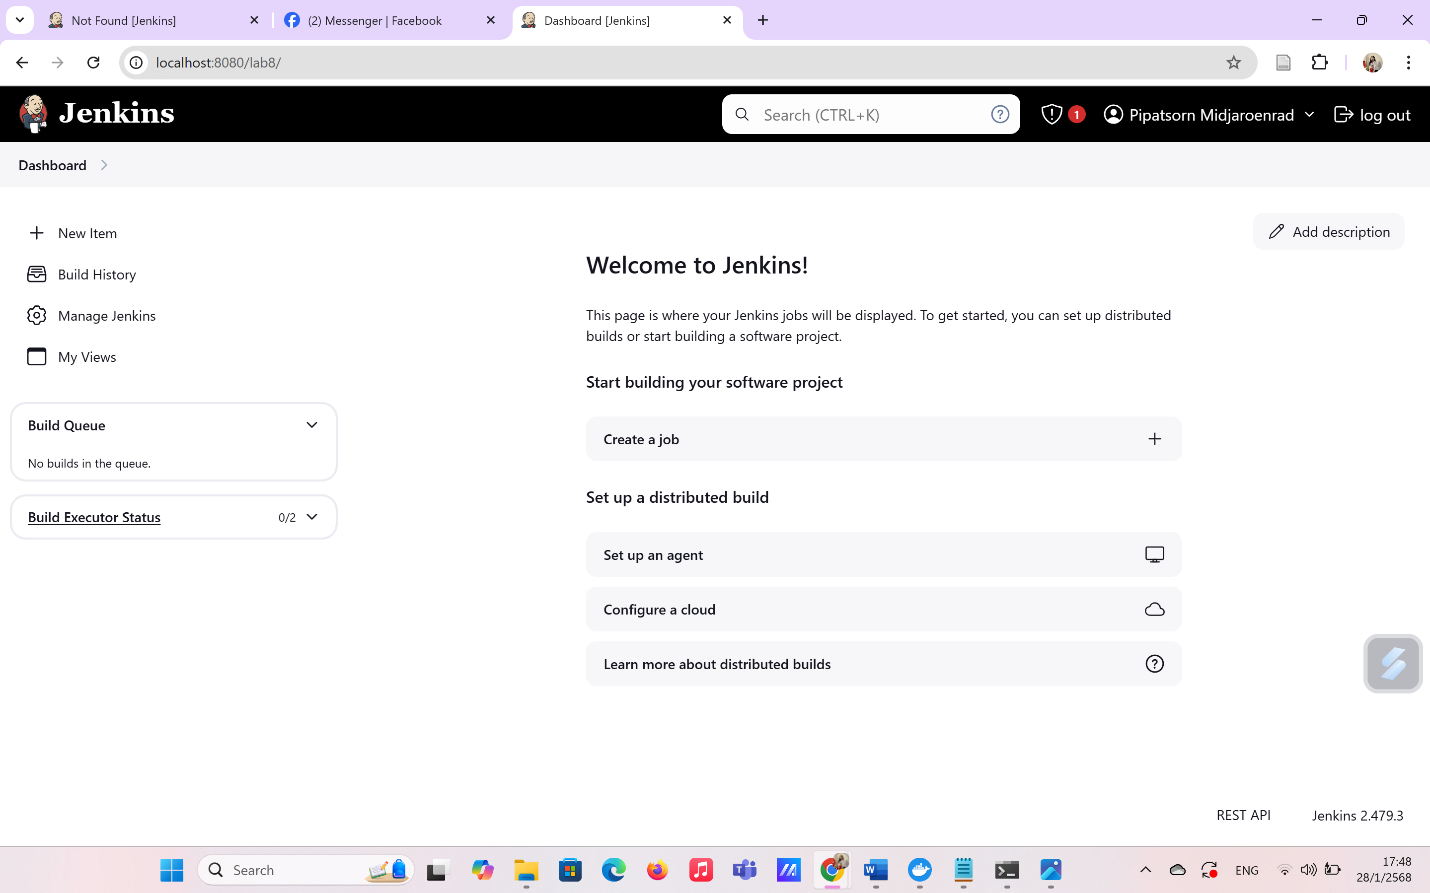 Not Found [Jenkins]
(2) Messenger | Facebook
Dashboard [Jenkins]
localhost:8080/lab8/
Jenkins
Search (CTRL+K)
1
Pipatsorn Midjaroenrad
log out
Dashboard
New Item
Build History
Manage Jenkins
My Views
Build Queue
No builds in the queue.
Build Executor Status
0/2
Add description
Welcome to Jenkins!
This page is where your Jenkins jobs will be displayed. To get started, you can set up distributed
builds or start building a software project.
Start building your software project
Create a job
Set up a distributed build
Set up an agent
Configure a cloud
Learn more about distributed builds
REST API
Jenkins 2.479.3
Search
ENG
17:48
28/1/2568